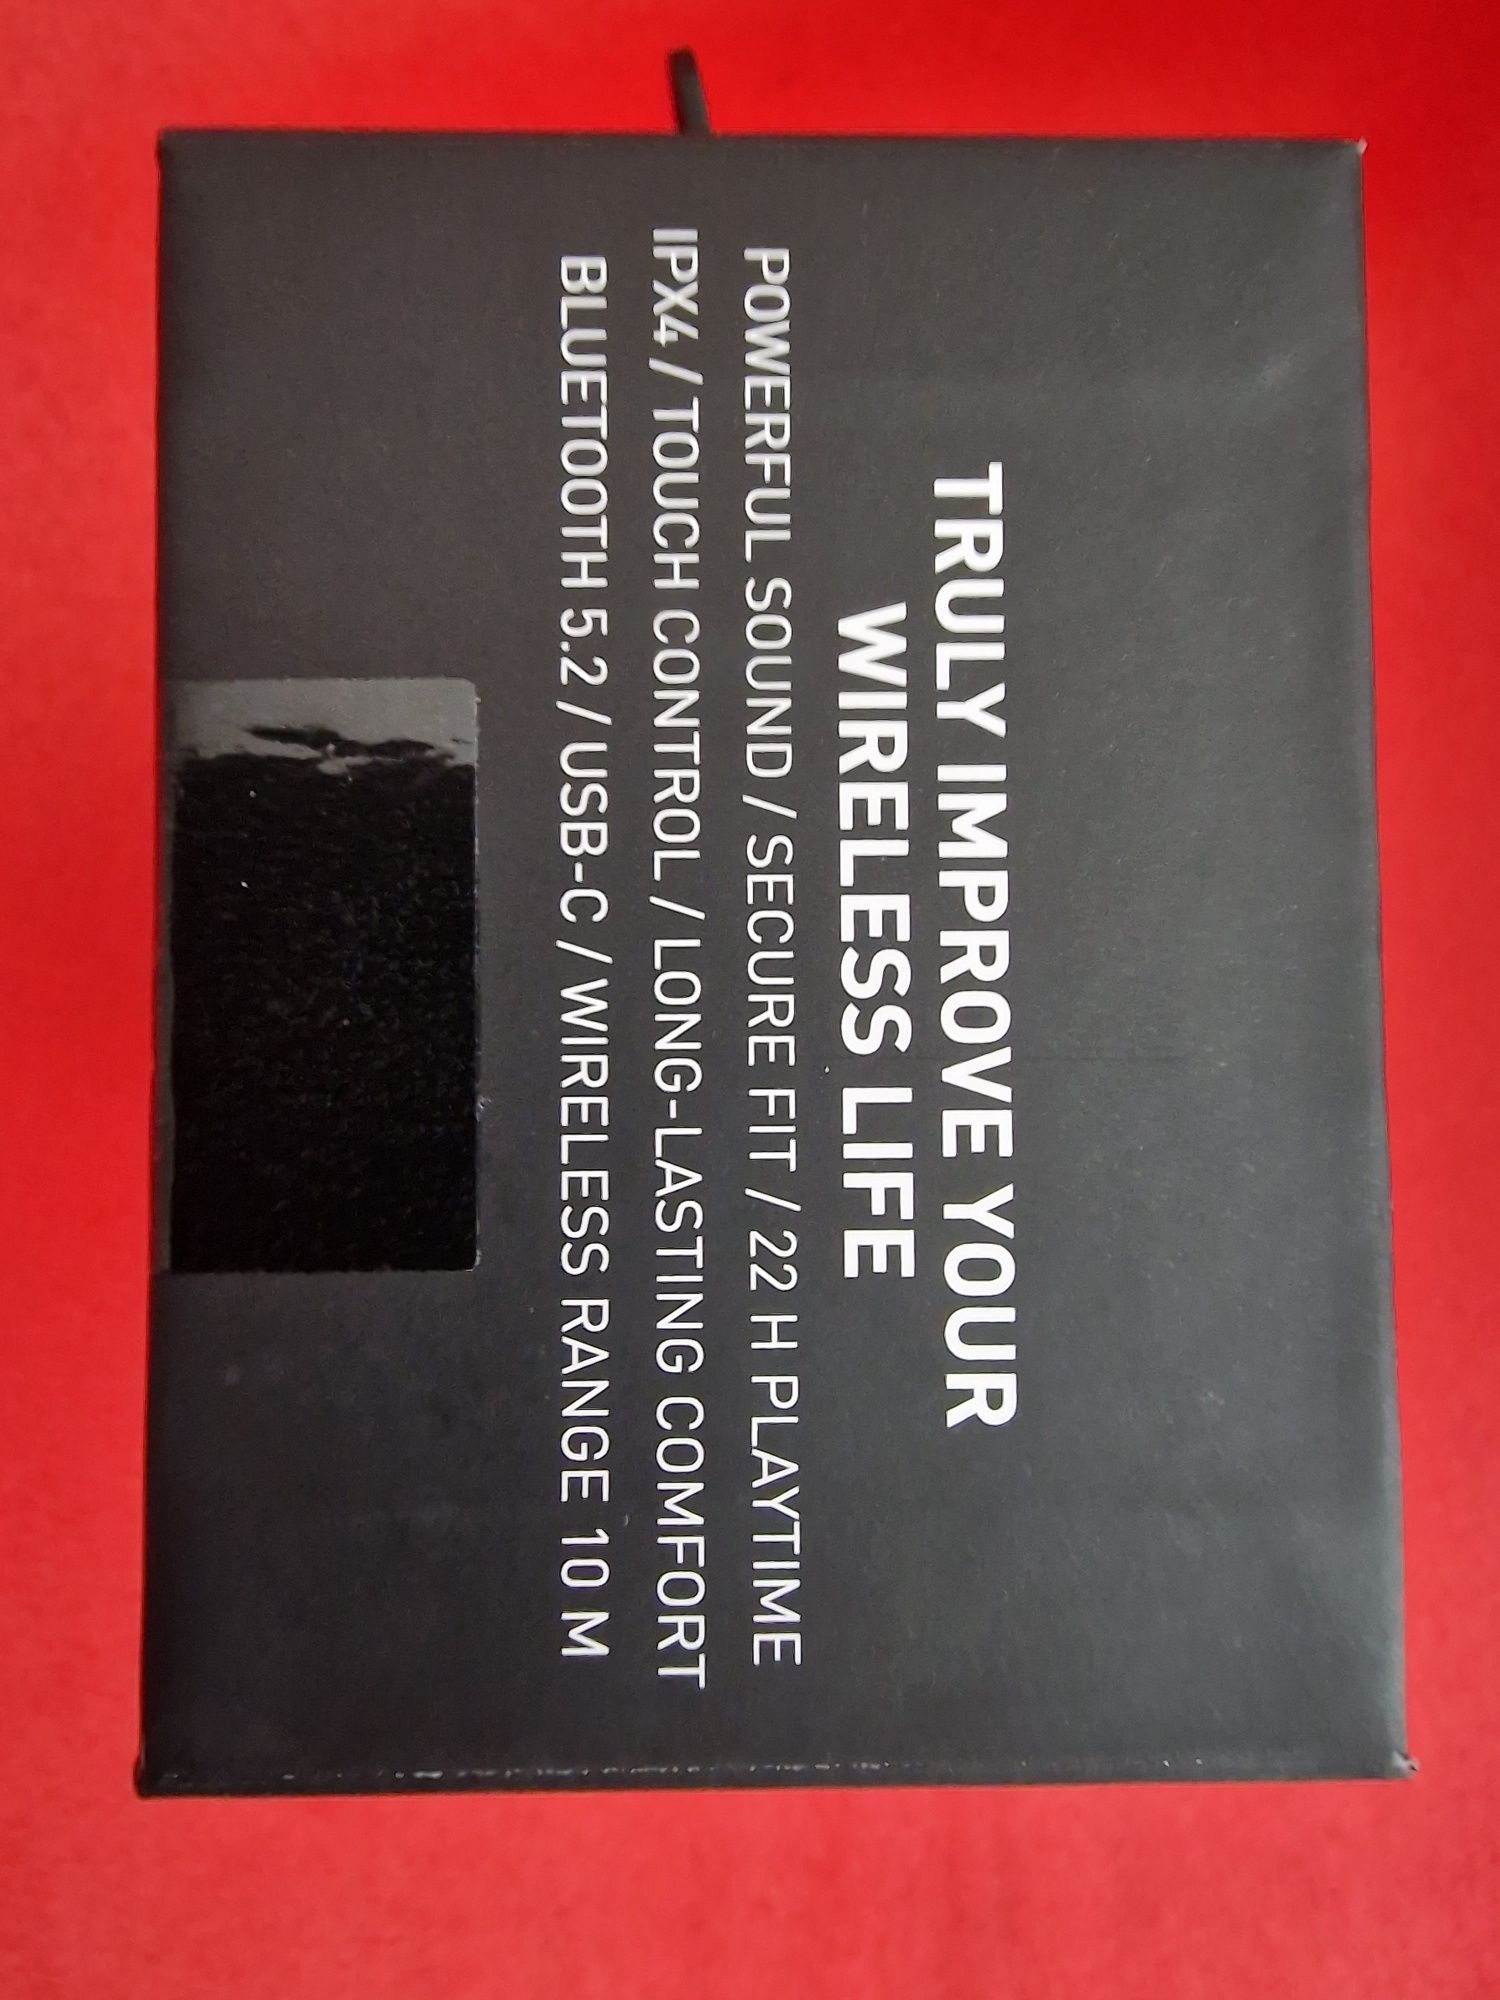 TRULY IMPROVE YOUR
WIRELESS LIFE
POWERFUL SOUND / SECURE FIT / 22 H PLAYTIME
IPX4 / TOUCH CONTROL / LONG-LASTING COMFORT
BLUETOOTH 5.2 / USB-C / WIRELESS RANGE 10 M